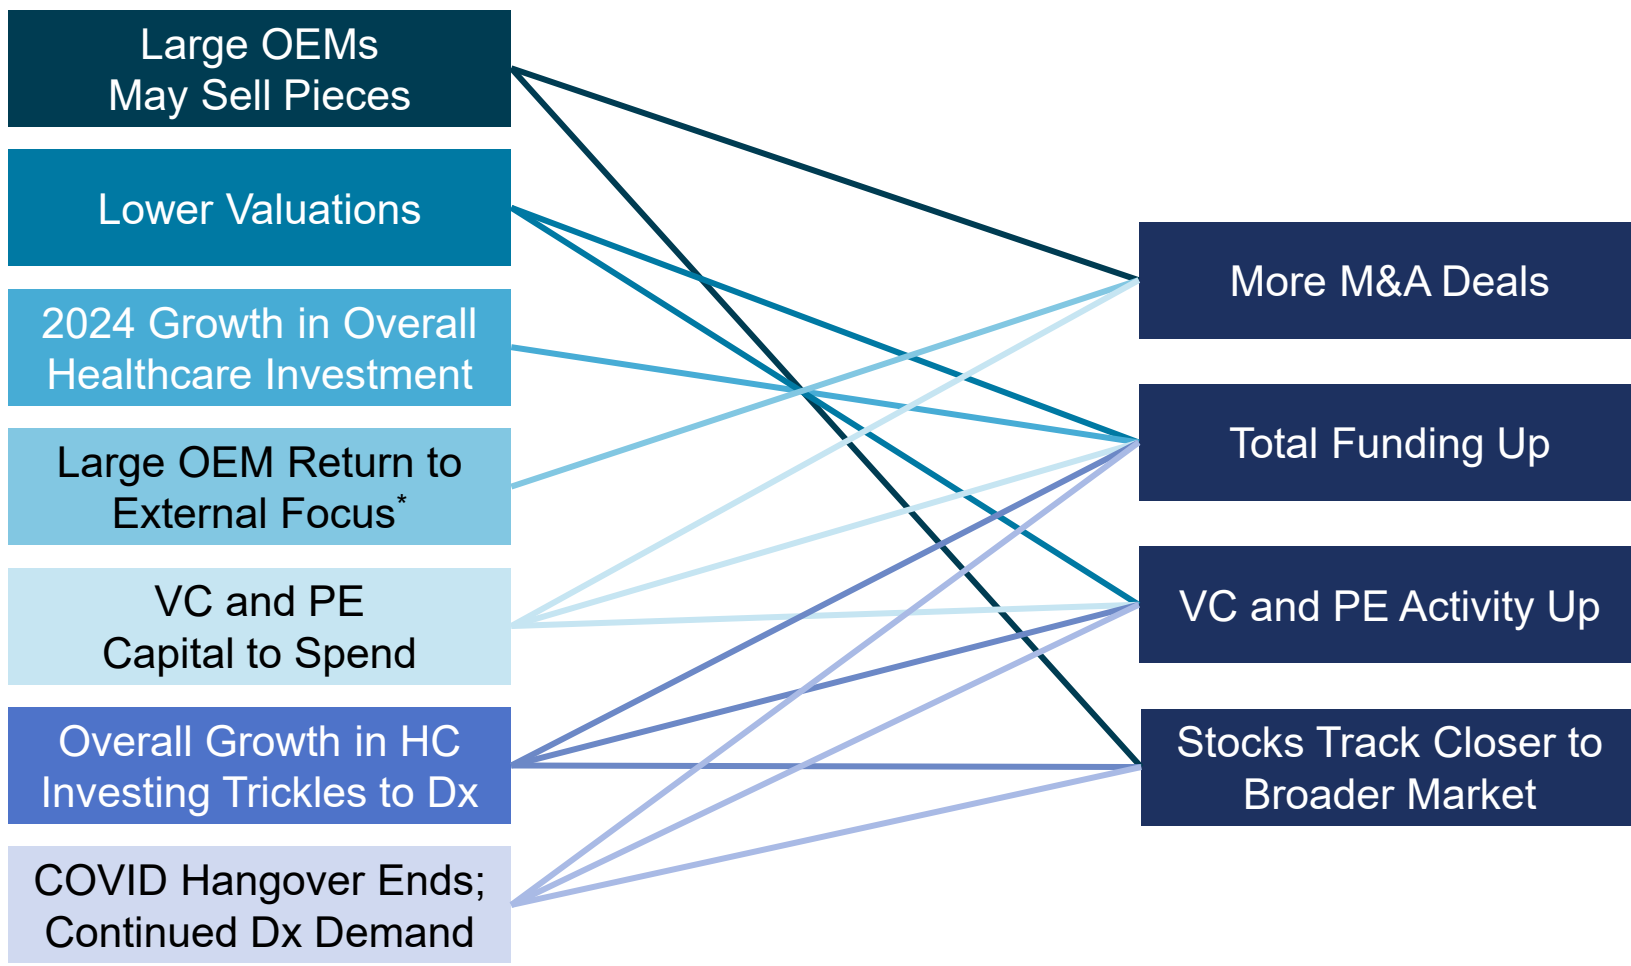 Large OEMs
May Sell Pieces
Lower Valuations
2024 Growth in Overall
Healthcare Investment
Large OEM Return to
External Focus*
VC and PE
Capital to Spend
Overall Growth in HC
Investing Trickles to Dx
COVID Hangover Ends;
Continued Dx Demand
More M&A Deals
Total Funding Up
VC and PE Activity Up
Stocks Track Closer to
Broader Market